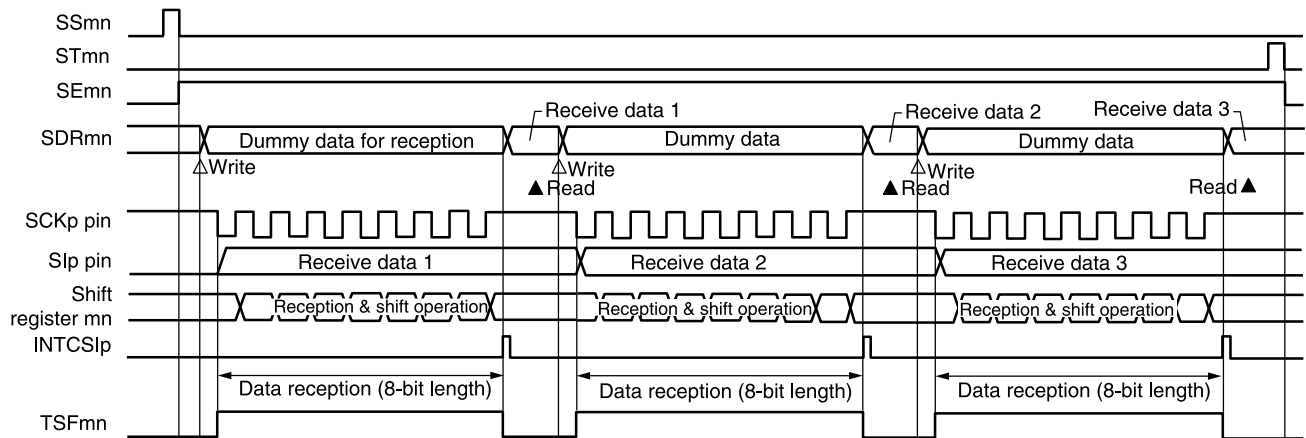 SSmn
STmn
SEmn
Receive data 1
Receive data 2
Receive data 3
SDRmn
Dummy data for reception
Dummy data
Dummy data
Write
Write
Write
Read
Read
Read
SCKp pin
SIp pin
Receive data 1
Receive data 2
Receive data 3
Shift
register mn
Reception & shift operation
Reception & shift operation
Reception & shift operation
INTCSIp
Data reception (8-bit length)
Data reception (8-bit length)
Data reception (8-bit length)
TSFmn